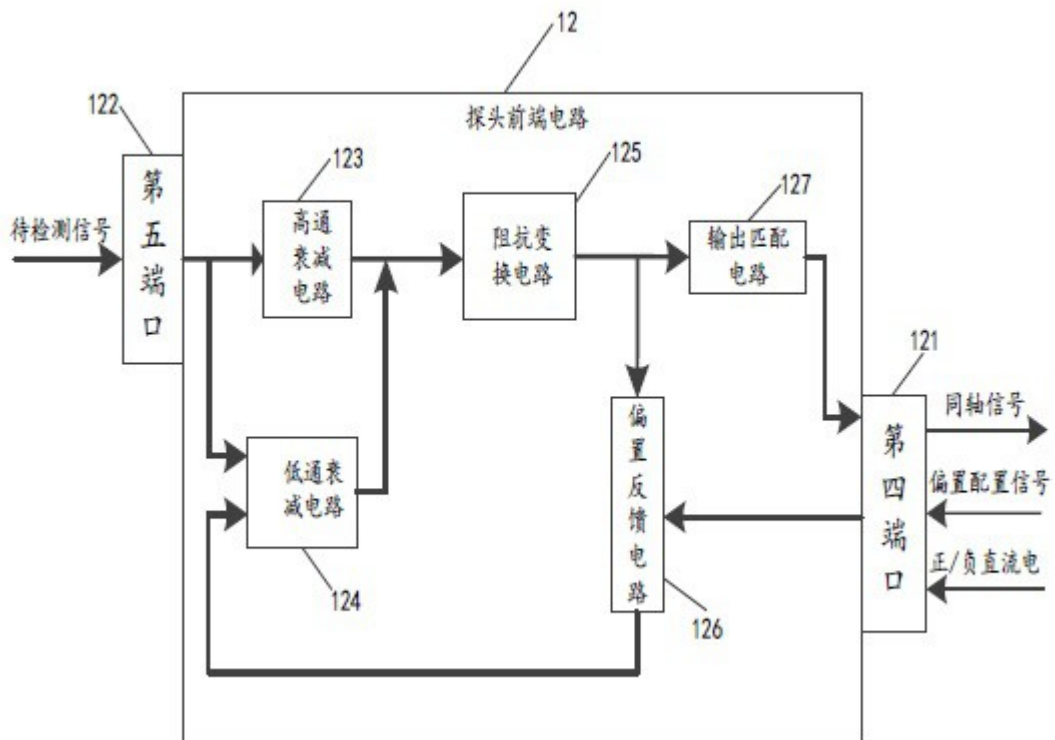 12
探头前端电路
122
第五端口
待检测信号
123
高通
衰减
电路
125
阻抗变
换电路
127
输出匹配
电路
低通衰
减电路
124
偏置反馈电路
126
121
第四端口
同轴信号
偏置配置信号
正/负直流电